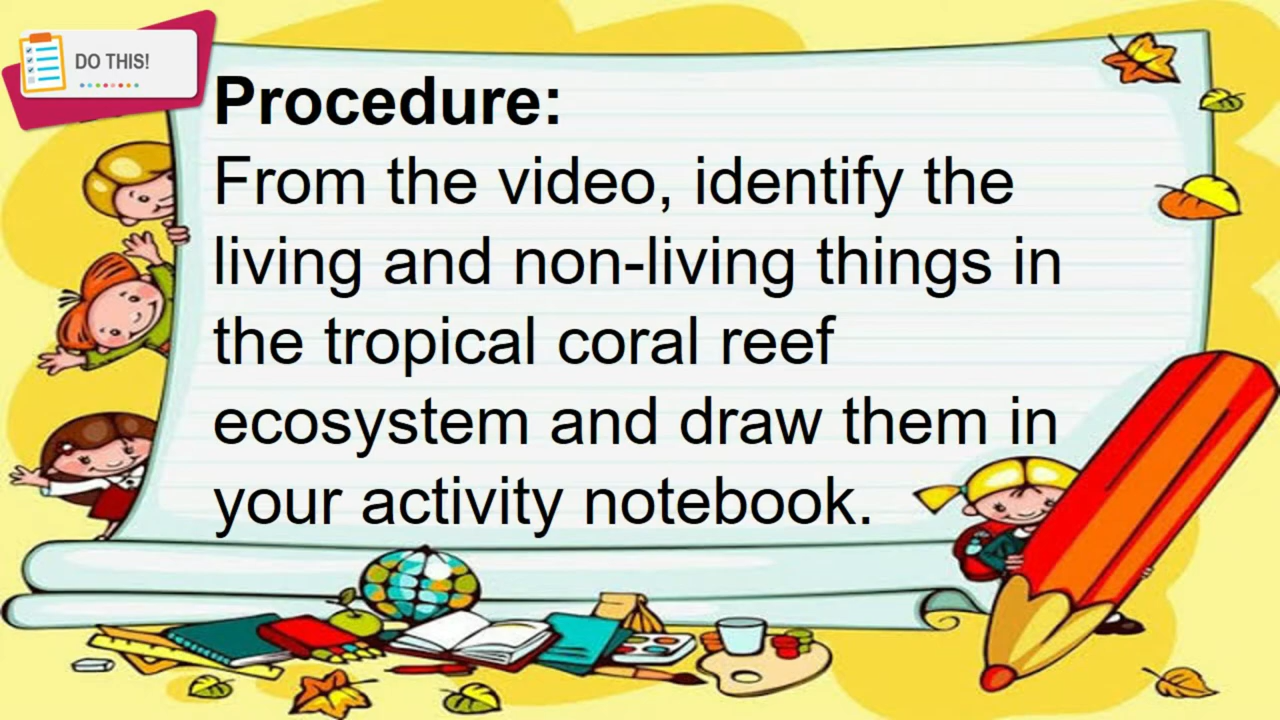 DO THIS!
Procedure:
From the video, identify the
living and non-living things in
the tropical coral reef
ecosystem and draw them in
your activity notebook.